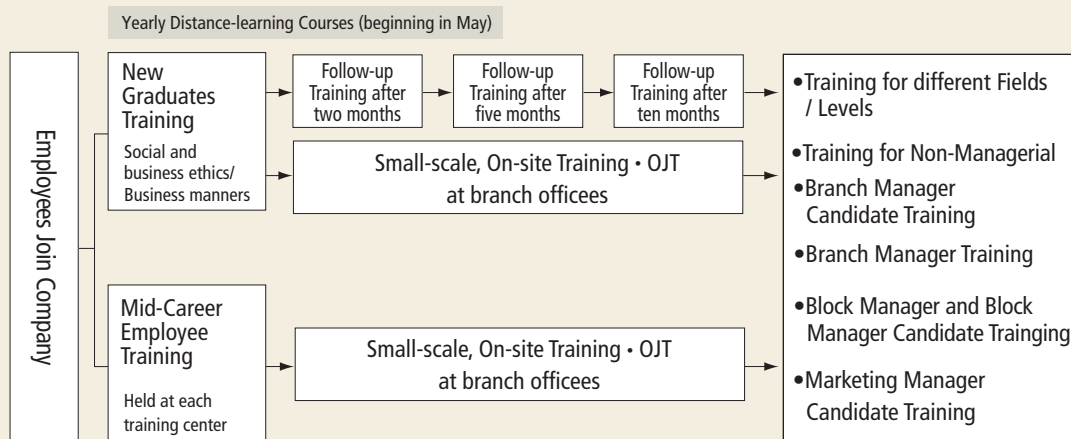 Yearly Distance-learning Courses (beginning in May)
Employees Join Company
New
Graduates
Training
Social and
business ethics/
Business manners
Follow-up
Training after
two months
Follow-up
Training after
five months
Follow-up
Training after
ten months
Small-scale, On-site Training • OJT
at branch officees
Mid-Career
Employee
Training
Held at each
training center
Small-scale, On-site Training • OJT
at branch officees
•Training for different Fields
/ Levels
•Training for Non-Managerial
•Branch Manager
Candidate Training
•Branch Manager Training
•Block Manager and Block
Manager Candidate Trainging
•Marketing Manager
Candidate Training